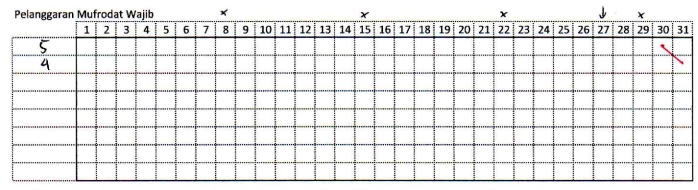 Pelanggaran Mufrodat Wajib x x x ↓ x
1 2 3 4 5 6 7 8 9 10 11 12 13 14 15 16 17 18 19 20 21 22 23 24 25 26 27 28 29 30 31
5
4